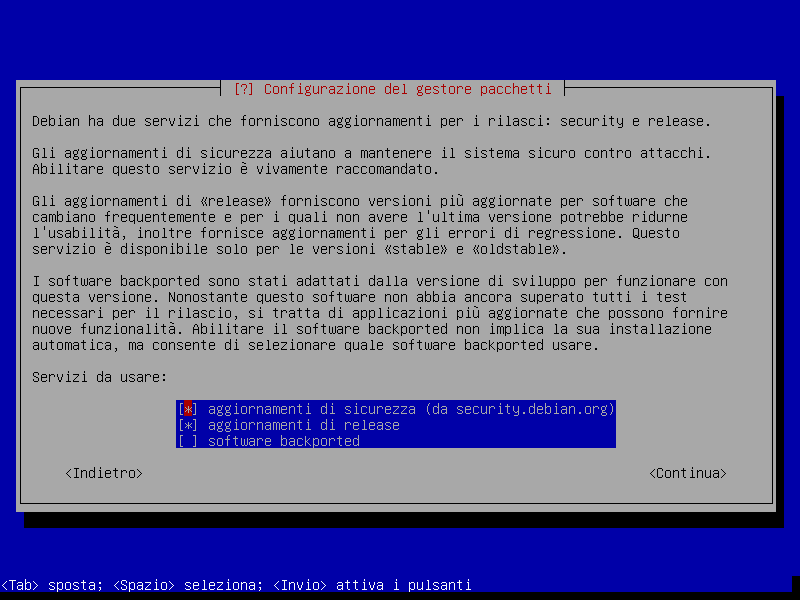 [?] Configurazione del gestore pacchetti
Debian ha due servizi che forniscono aggiornamenti per i rilasci: security e release.
Gli aggiornamenti di sicurezza aiutano a mantenere il sistema sicuro contro attacchi.
Abilitare questo servizio è vivamente raccomandato.
Gli aggiornamenti di «release» forniscono versioni più aggiornate per software che
cambiano frequentemente e per i quali non avere l'ultima versione potrebbe ridurne
l'usabilità, inoltre fornisce aggiornamenti per gli errori di regressione. Questo
servizio è disponibile solo per le versioni «stable» e «oldstable».
I software backported sono stati adattati dalla versione di sviluppo per funzionare con
questa versione. Nonostante questo software non abbia ancora superato tutti i test
necessari per il rilascio, si tratta di applicazioni più aggiornate che possono fornire
nuove funzionalità. Abilitare il software backported non implica la sua installazione
automatica, ma consente di selezionare quale software backported usare.
Servizi da usare:
[*] aggiornamenti di sicurezza (da security.debian.org)
[*] aggiornamenti di release
[ ] software backported
<Indietro> <Continua>
<Tab> sposta; <Spazio> seleziona; <Invio> attiva i pulsanti